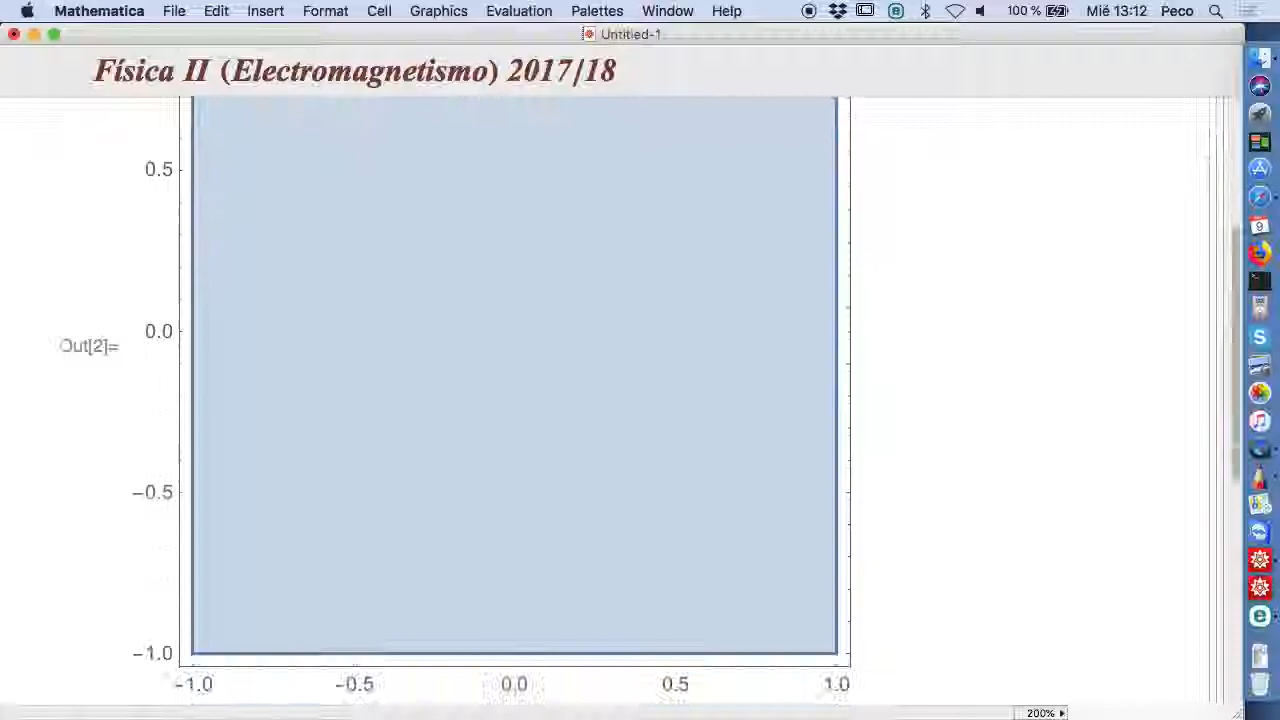 Mathematica File Edit Insert Format Cell Graphics Evaluation Palettes Window Help 100 % Mié 13:12 Peco
Untitled-1
Física II (Electromagnetismo) 2017/18
0.5
0.0
Out[2]=
-0.5
-1.0
-1.0 -0.5 0.0 0.5 1.0
200%